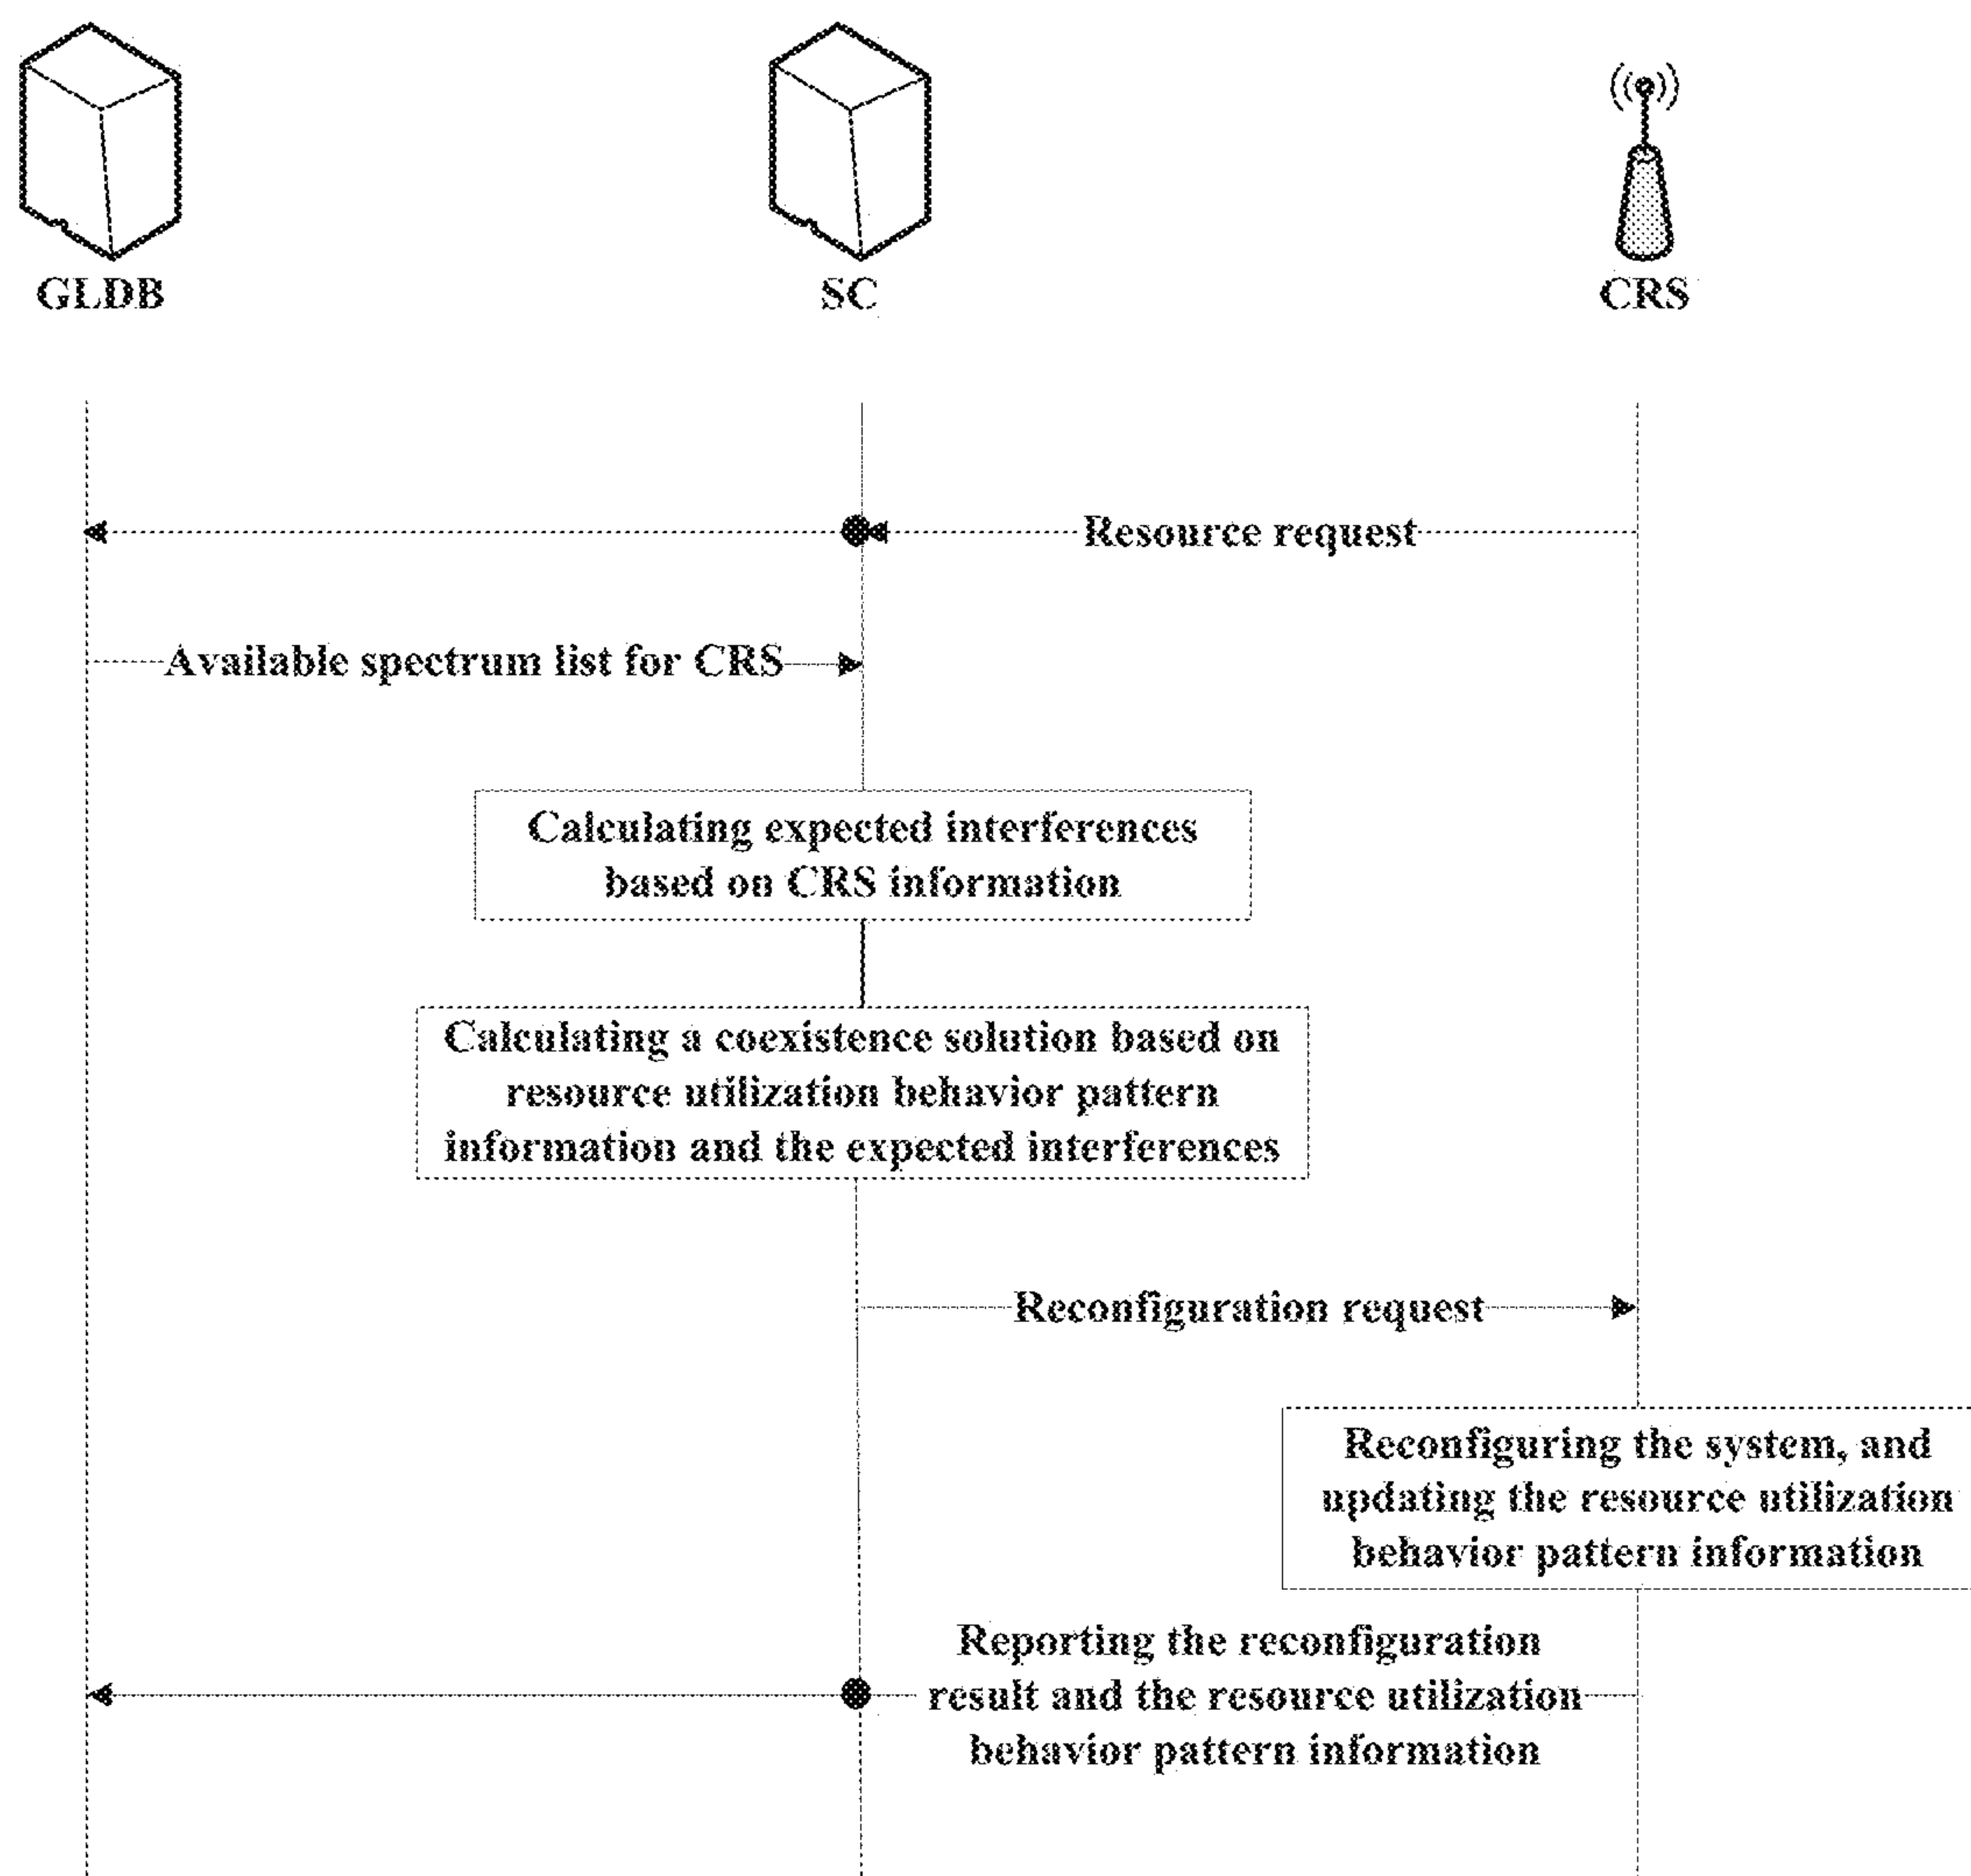 GLDB
SC
CRS
Resource request
Available spectrum list for CRS
Calculating expected interferences
based on CRS information
Calculating a coexistence solution based on
resource utilization behavior pattern
information and the expected interferences
Reconfiguration request
Reconfiguring the system, and
updating the resource utilization
behavior pattern information
Reporting the reconfiguration
result and the resource utilization
behavior pattern information